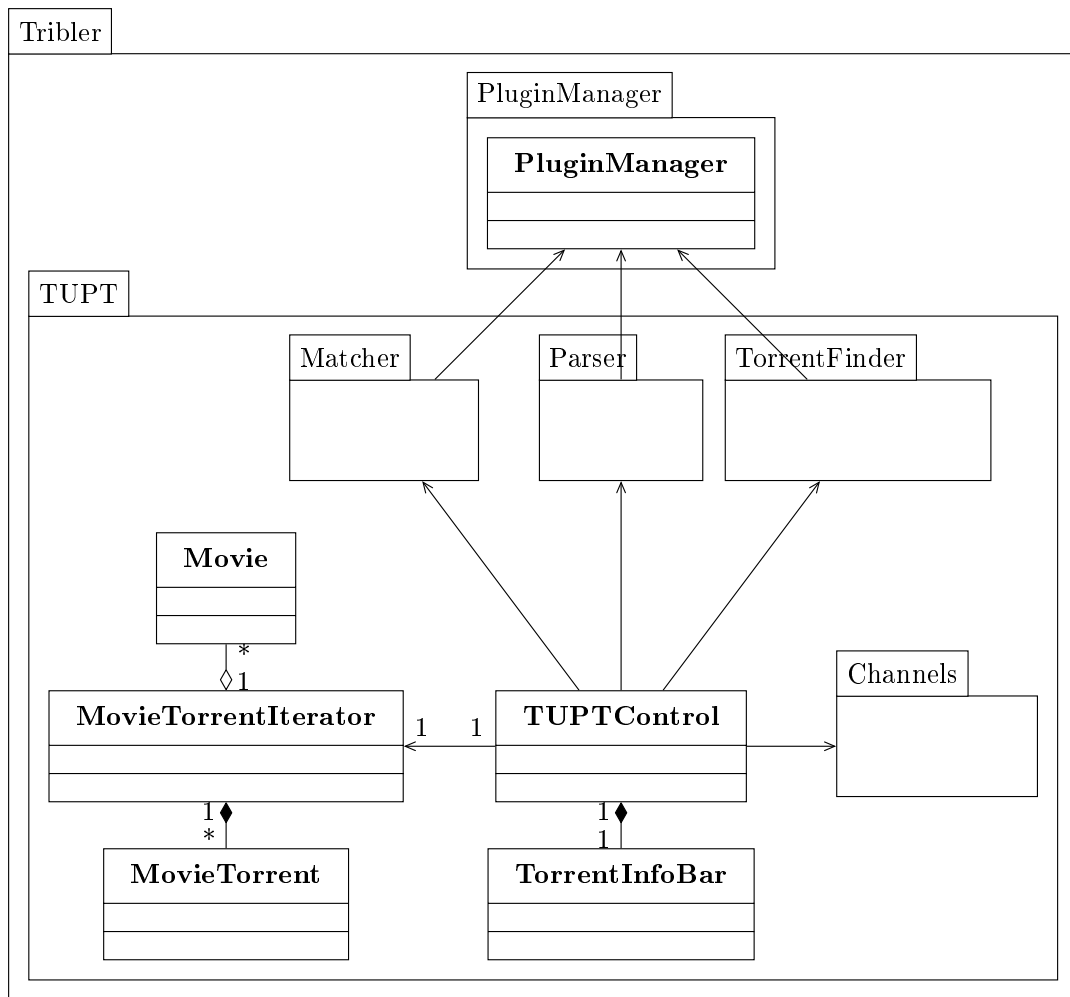 Tribler
PluginManager
PluginManager
TUPT
Matcher
Parser
TorrentFinder
Movie
*
1
Channels
MovieTorrentIterator
1
1
TUPTControl
1
*
1
1
MovieTorrent
TorrentInfoBar